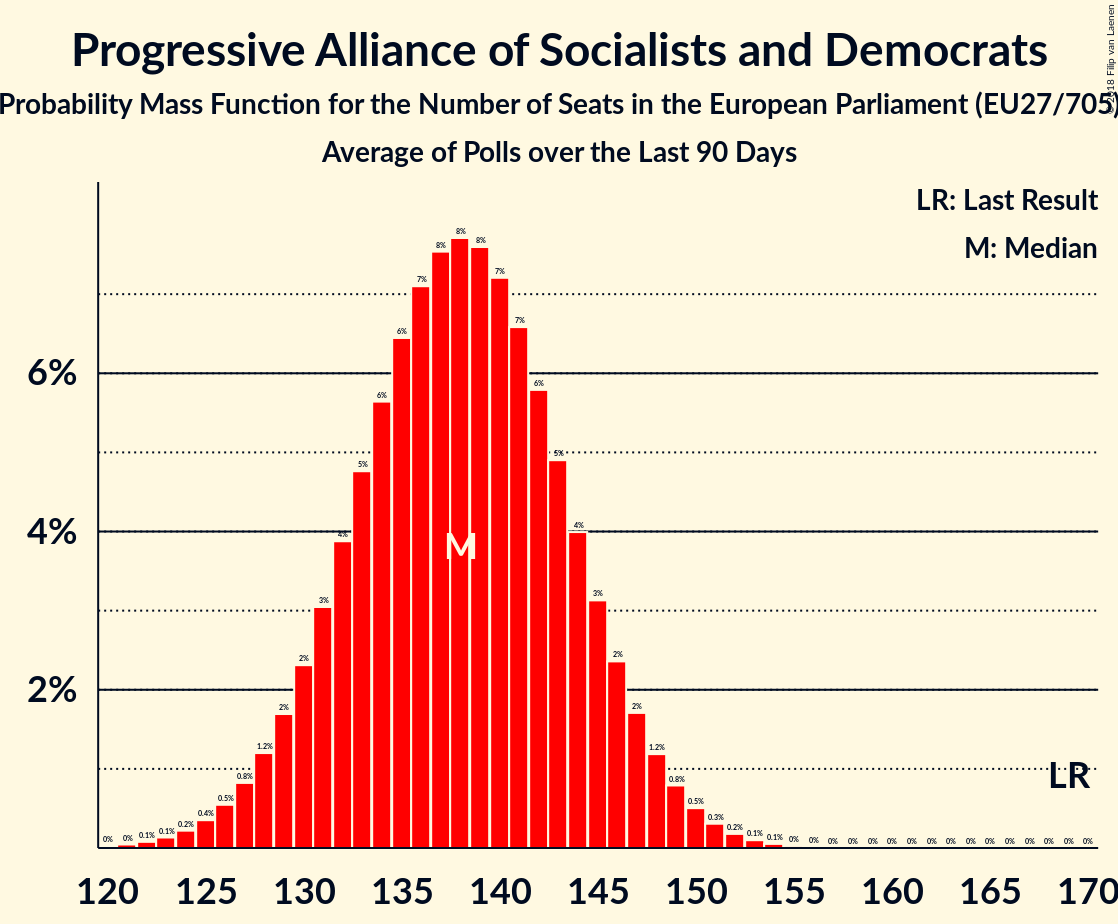 Progressive Alliance of Socialists and Democrats
Probability Mass Function for the Number of Seats in the European Parliament (EU27/705)
Average of Polls over the Last 90 Days
© 2018 Filip van Laenen
LR: Last Result
M: Median
6%
4%
2%
0% 0% 0.1% 0.1% 0.2% 0.4% 0.5% 0.8% 1.2% 2% 2% 3% 4% 5% 6% 6% 7% 8% 8% 8% 7% 7% 6% 5% 4% 3% 2% 2% 1.2% 0.8% 0.5% 0.3% 0.2% 0.1% 0.1% 0% 0% 0% 0% 0% 0% 0% 0% 0% 0% 0% 0% 0% 0% 0% 0%
M
LR
120 125 130 135 140 145 150 155 160 165 170